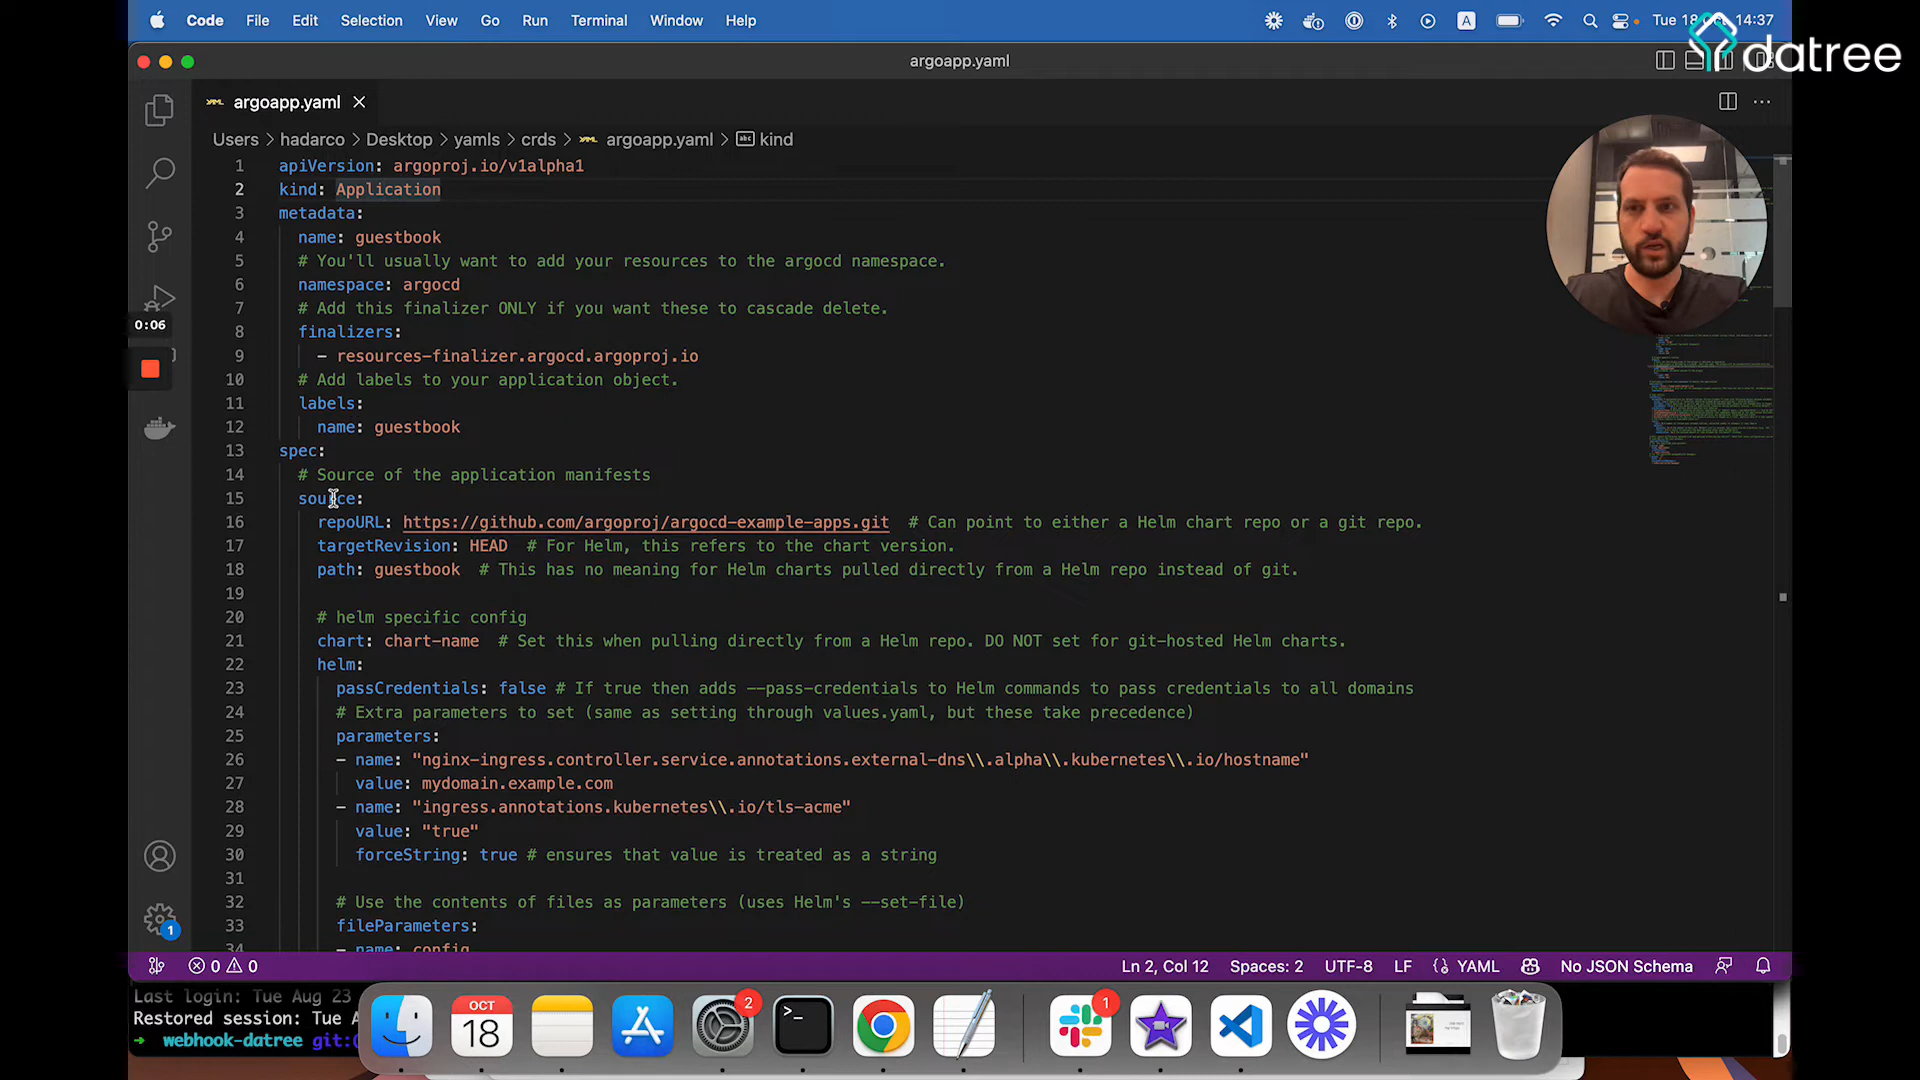 Code File Edit Selection View Go Run Terminal Window Help
A
Tue 18 14:37
datree
argoapp.yaml
argoapp.yaml
Users > hadarco > Desktop > yamls > crds > argoapp.yaml > kind
1 apiVersion: argoproj.io/v1alpha1
2 kind: Application
3 metadata:
4 name: guestbook
5 # You'll usually want to add your resources to the argocd namespace.
6 namespace: argocd
7 # Add this finalizer ONLY if you want these to cascade delete.
8 finalizers:
9 - resources-finalizer.argocd.argoproj.io
10 # Add labels to your application object.
11 labels:
12 name: guestbook
13 spec:
14 # Source of the application manifests
15 source:
16 repoURL: https://github.com/argoproj/argocd-example-apps.git # Can point to either a Helm chart repo or a git repo.
17 targetRevision: HEAD # For Helm, this refers to the chart version.
18 path: guestbook # This has no meaning for Helm charts pulled directly from a Helm repo instead of git.
19
20 # helm specific config
21 chart: chart-name # Set this when pulling directly from a Helm repo. DO NOT set for git-hosted Helm charts.
22 helm:
23 passCredentials: false # If true then adds --pass-credentials to Helm commands to pass credentials to all domains
24 # Extra parameters to set (same as setting through values.yaml, but these take precedence)
25 parameters:
26 - name: "nginx-ingress.controller.service.annotations.external-dns\\.alpha\\.kubernetes\\.io/hostname"
27 value: mydomain.example.com
28 - name: "ingress.annotations.kubernetes\\.io/tls-acme"
29 value: "true"
30 forceString: true # ensures that value is treated as a string
31
32 # Use the contents of files as parameters (uses Helm's --set-file)
33 fileParameters:
34 - name: config
0:06
1
0 0
Ln 2, Col 12 Spaces: 2 UTF-8 LF {} YAML No JSON Schema
Last login: Tue Aug 23
Restored session: Tue A
→ webhook-datree git:(
OCT
18
2
1